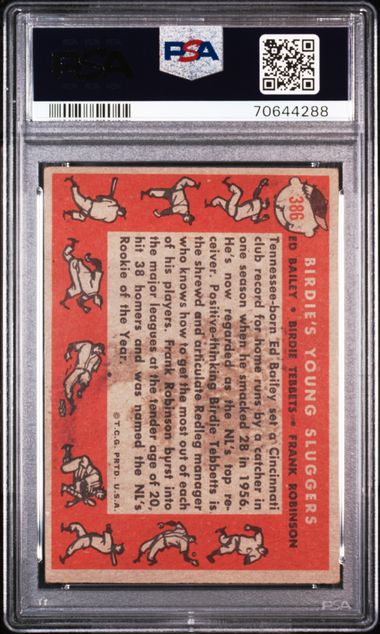 PSA
PSA
70644288
386
BIRDIE'S YOUNG SLUGGERS
ED BAILEY • BIRDIE TEBBETS • FRANK ROBINSON
Tennessee-born Ed Bailey set a Cincinnati
club record for home runs by a catcher in
one season when he smacked 28 in 1956.
He's now regarded as the NL's top re-
ceiver. Positive-thinking Birdie Tebbetts is
the shrewd and articulate Redleg manager
who knows how to get the most out of each
of his players. Frank Robinson burst into
the major leagues at the tender age of 20,
hit 38 homers and was named the NL's
Rookie of the Year.
© T.C.G. PRTD. U.S.A.
PSA